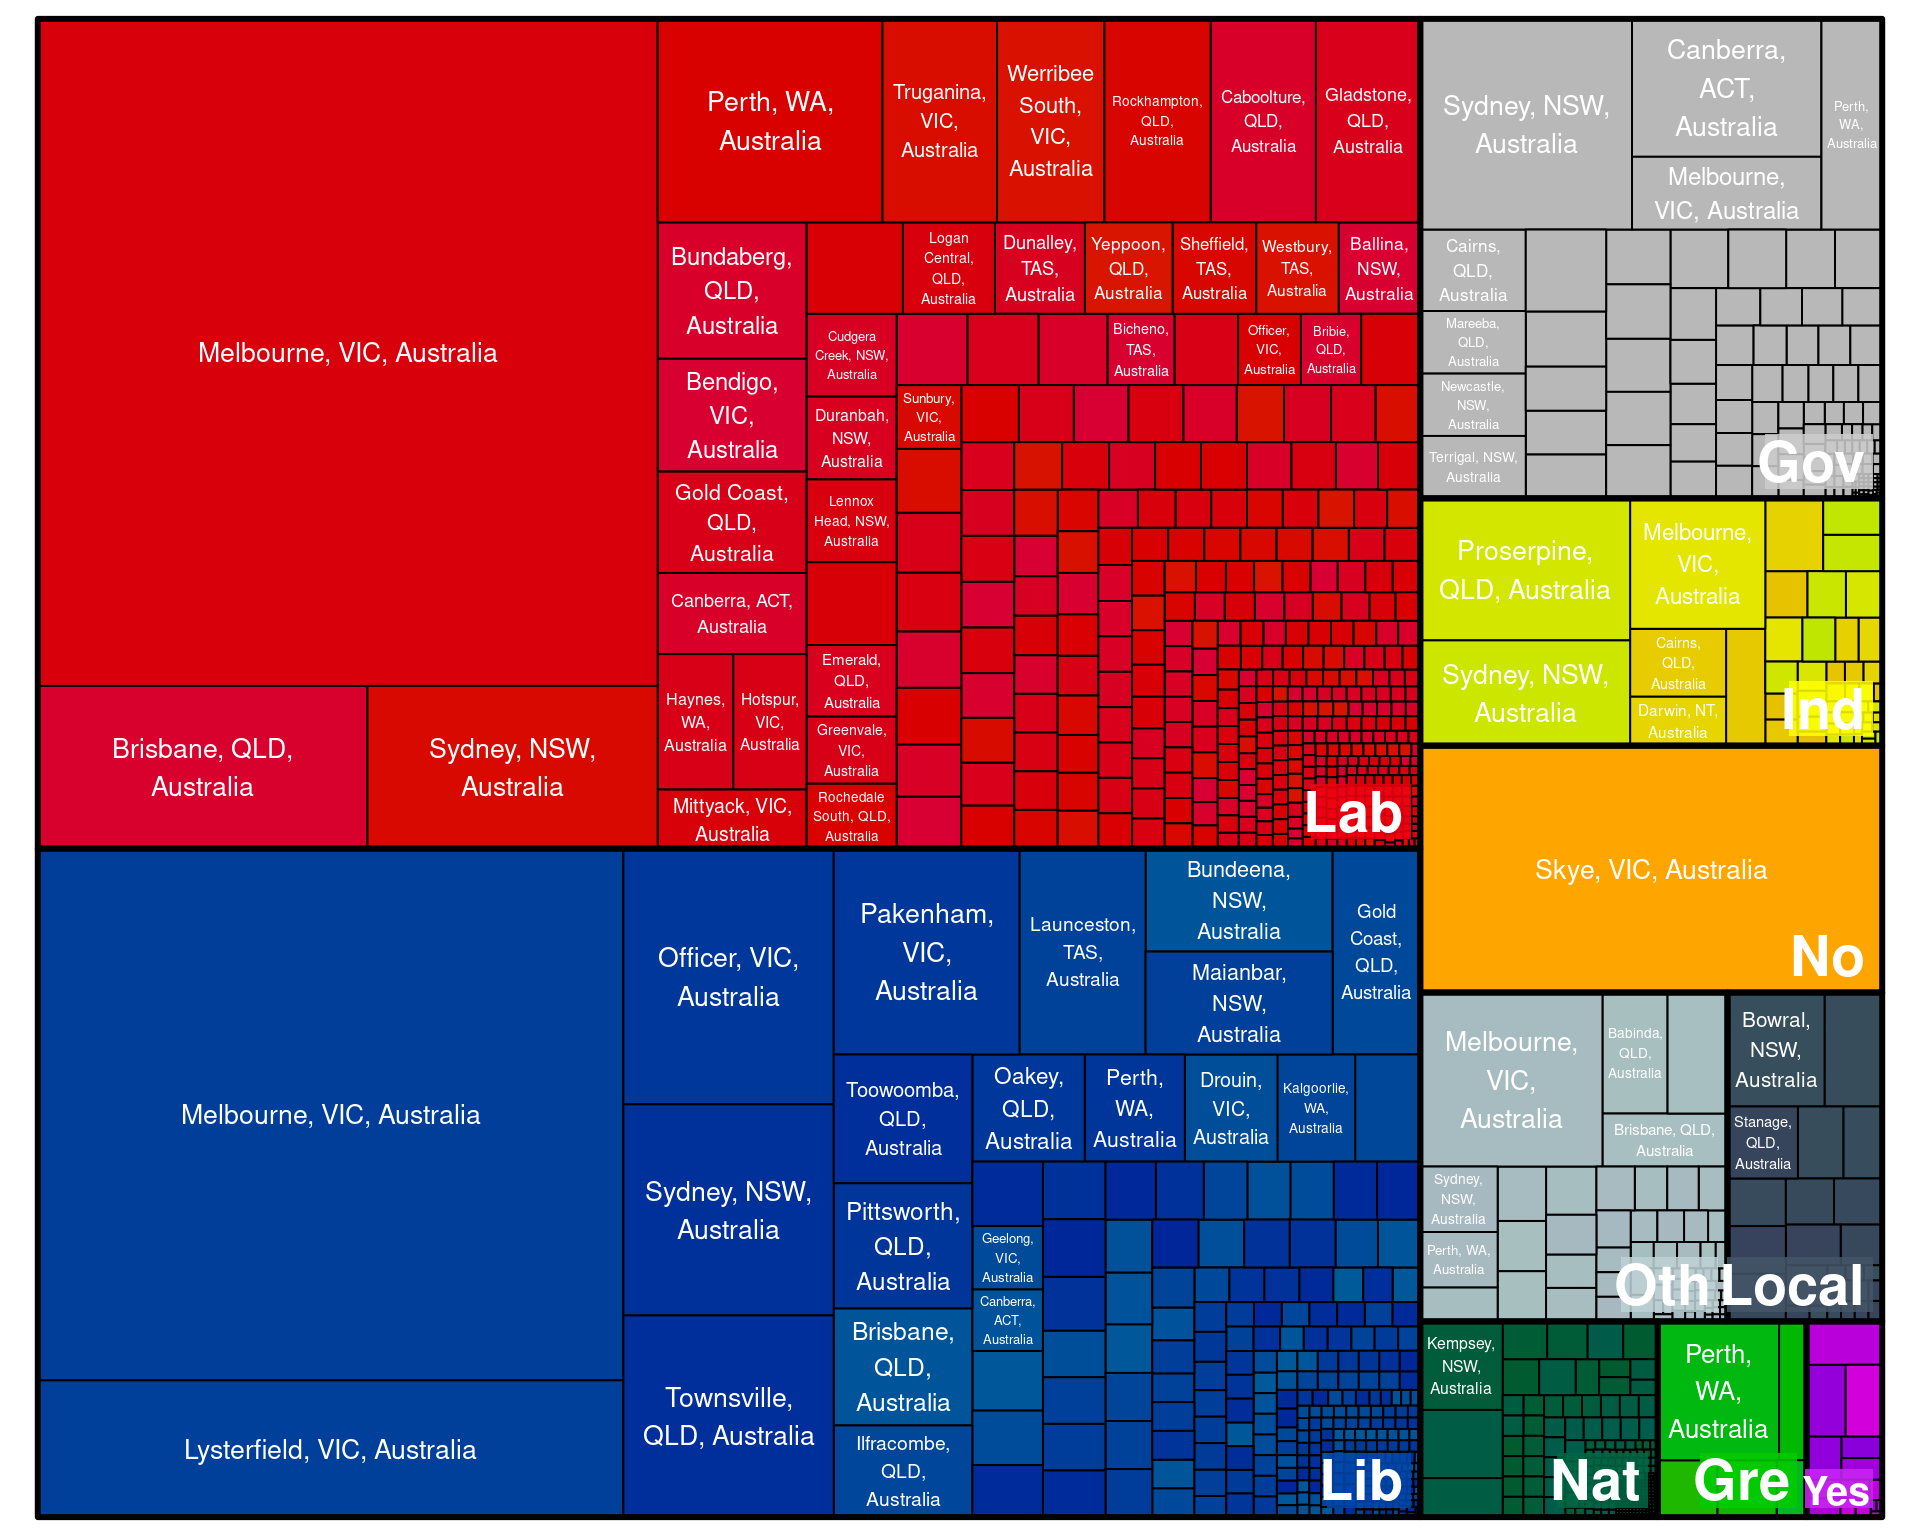 Melbourne, VIC, Australia
Brisbane, QLD,
Australia
Sydney, NSW,
Australia
Perth, WA,
Australia
Truganina,
VIC,
Australia
Werribee
South,
VIC,
Australia
Rockhampton,
QLD,
Australia
Caboolture,
QLD,
Australia
Gladstone,
QLD,
Australia
Bundaberg,
QLD,
Australia
Bendigo,
VIC,
Australia
Gold Coast,
QLD,
Australia
Canberra, ACT,
Australia
Haynes,
WA,
Australia
Hotspur,
VIC,
Australia
Mittyack, VIC,
Australia
Logan
Central,
QLD,
Australia
Dunalley,
TAS,
Australia
Yeppoon,
QLD,
Australia
Sheffield,
TAS,
Australia
Westbury,
TAS,
Australia
Ballina,
NSW,
Australia
Cudgera
Creek, NSW,
Australia
Duranbah,
NSW,
Australia
Lennox
Head, NSW,
Australia
Emerald,
QLD,
Australia
Greenvale,
VIC,
Australia
Rochedale
South, QLD,
Australia
Bicheno,
TAS,
Australia
Officer,
VIC,
Australia
Bribie,
QLD,
Australia
Sunbury,
VIC,
Australia
Lab
Melbourne, VIC, Australia
Lysterfield, VIC, Australia
Officer, VIC,
Australia
Sydney, NSW,
Australia
Townsville,
QLD, Australia
Pakenham,
VIC,
Australia
Launceston,
TAS,
Australia
Bundeena,
NSW,
Australia
Maianbar,
NSW,
Australia
Gold
Coast,
QLD,
Australia
Toowoomba,
QLD,
Australia
Pittsworth,
QLD,
Australia
Brisbane,
QLD,
Australia
Ilfracombe,
QLD,
Australia
Oakey,
QLD,
Australia
Perth,
WA,
Australia
Drouin,
VIC,
Australia
Kalgoorlie,
WA,
Australia
Geelong,
VIC,
Australia
Canberra,
ACT,
Australia
Lib
Sydney, NSW,
Australia
Canberra,
ACT,
Australia
Melbourne,
VIC, Australia
Perth,
WA,
Australia
Cairns,
QLD,
Australia
Mareeba,
QLD,
Australia
Newcastle,
NSW,
Australia
Terrigal, NSW,
Australia
Gov
Proserpine,
QLD, Australia
Sydney, NSW,
Australia
Melbourne,
VIC,
Australia
Cairns,
QLD,
Australia
Darwin, NT,
Australia
Ind
Skye, VIC, Australia
No
Melbourne,
VIC,
Australia
Babinda,
QLD,
Australia
Brisbane, QLD,
Australia
Sydney,
NSW,
Australia
Perth, WA,
Australia
Oth
Bowral,
NSW,
Australia
Stanage,
QLD,
Australia
Local
Kempsey,
NSW,
Australia
Nat
Perth,
WA,
Australia
Gre
Yes